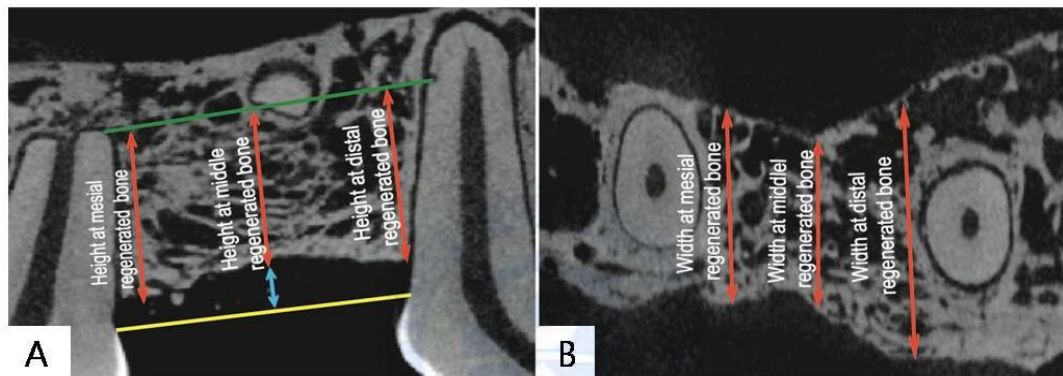 Height at mesial
regenerated bone
Height at middle
regenerated bone
Height at distal
regenerated bone
A
Width at mesial
regenerated bone
Width at middlel
regenerated bone
Width at distal
regenerated bone
B